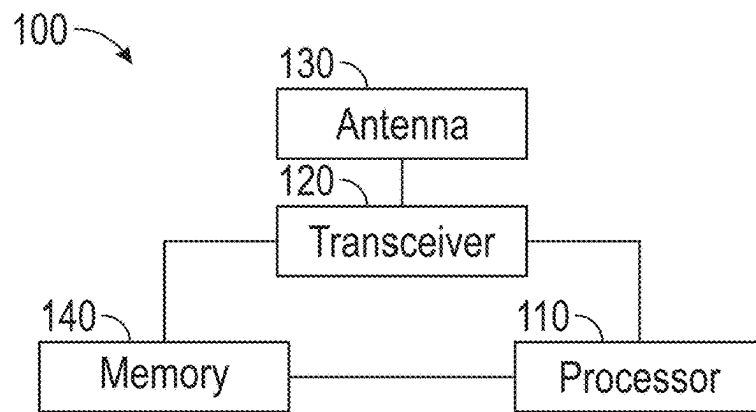 100
130
Antenna
120
Transceiver
140
Memory
110
Processor